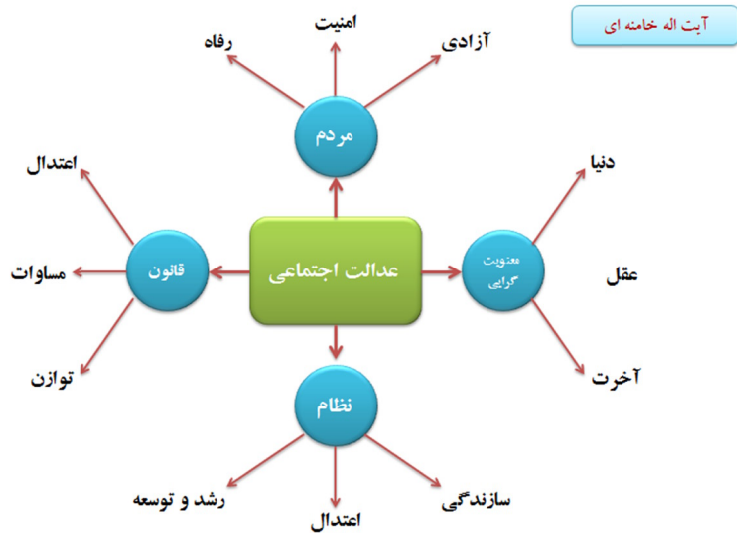 آیت اله خامنه ای
آزادی
امنیت
رفاه
مردم
دنیا
اعتدال
معنویت
گرایی
عقل
عدالت اجتماعی
قانون
مساوات
آخرت
توازن
نظام
سازندگی
اعتدال
رشد و توسعه